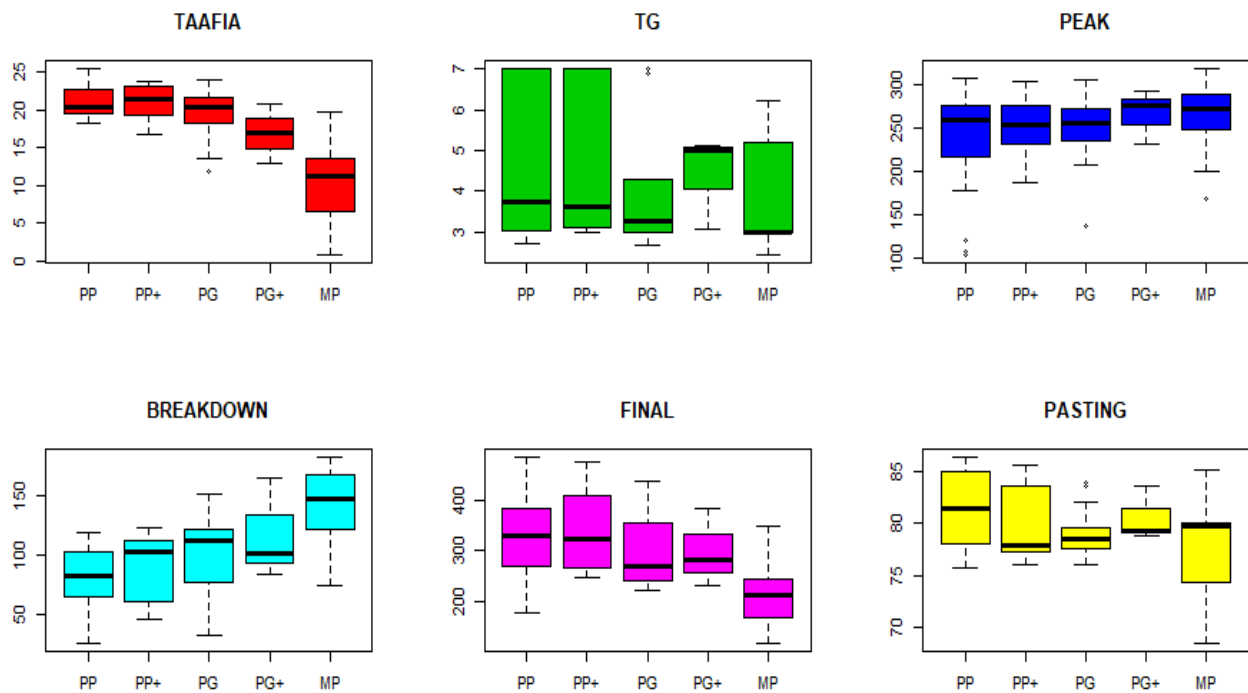 TAAFIA
25
20
15
10
5
0
PP PP+ PG PG+ MP
TG
7
6
5
4
3
PP PP+ PG PG+ MP
PEAK
300
250
200
150
100
PP PP+ PG PG+ MP
BREAKDOWN
150
100
50
PP PP+ PG PG+ MP
FINAL
400
300
200
PP PP+ PG PG+ MP
PASTING
85
80
75
70
PP PP+ PG PG+ MP